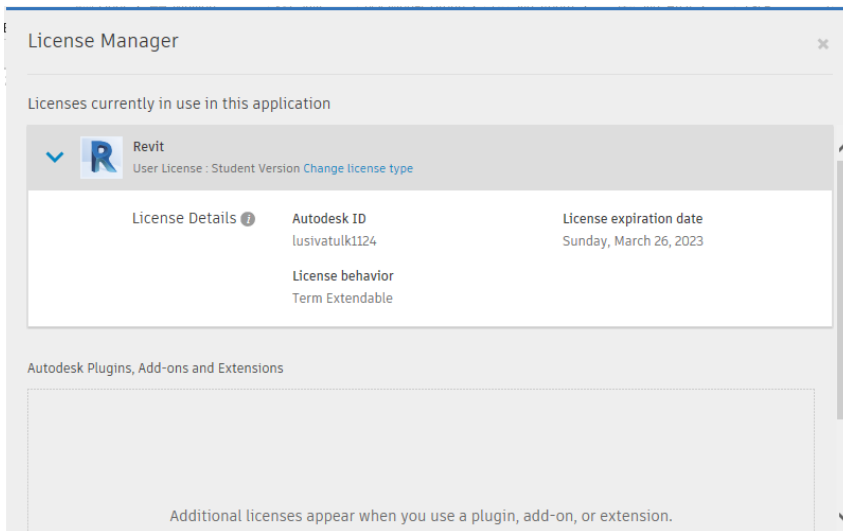 License Manager
Licenses currently in use in this application
Revit
User License : Student Version Change license type
License Details
Autodesk ID
License expiration date
lusivatulk1124
Sunday, March 26, 2023
License behavior
Term Extendable
Autodesk Plugins, Add-ons and Extensions
Additional licenses appear when you use a plugin, add-on, or extension.